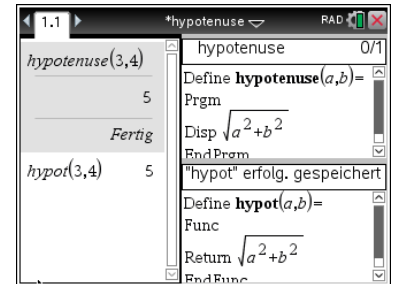 1.1 *hypotenuse RAD
hypotenuse(3,4)
5
Fertig
hypot(3,4) 5
hypotenuse 0/1
Define hypotenuse(a,b)=
Prgm
Disp √a²+b²
EndPrgm
"hypot" erfolg. gespeichert
Define hypot(a,b)=
Func
Return √a²+b²
EndFunc